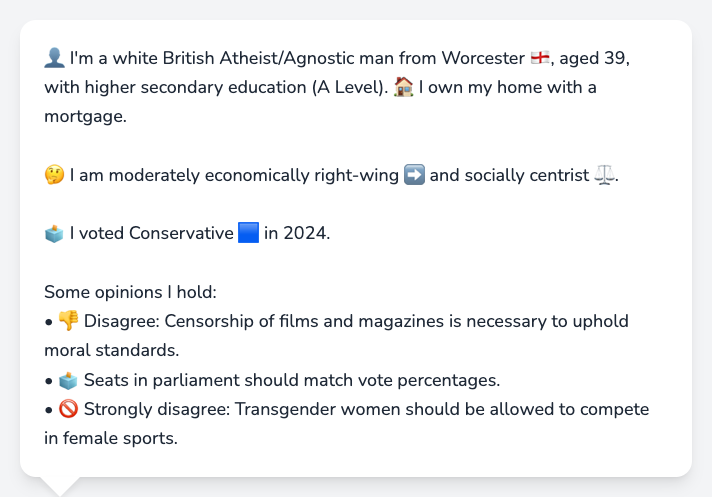 👤 I'm a white British Atheist/Agnostic man from Worcester 🏴󠁧󠁢󠁥󠁮󠁧󠁿, aged 39,
with higher secondary education (A Level). 🏠 I own my home with a
mortgage.
🤔 I am moderately economically right-wing ➡️ and socially centrist ⚖️.
🗳️ I voted Conservative 🟦 in 2024.
Some opinions I hold:
• 👎 Disagree: Censorship of films and magazines is necessary to uphold
moral standards.
• 🗳️ Seats in parliament should match vote percentages.
• 🚫 Strongly disagree: Transgender women should be allowed to compete
in female sports.